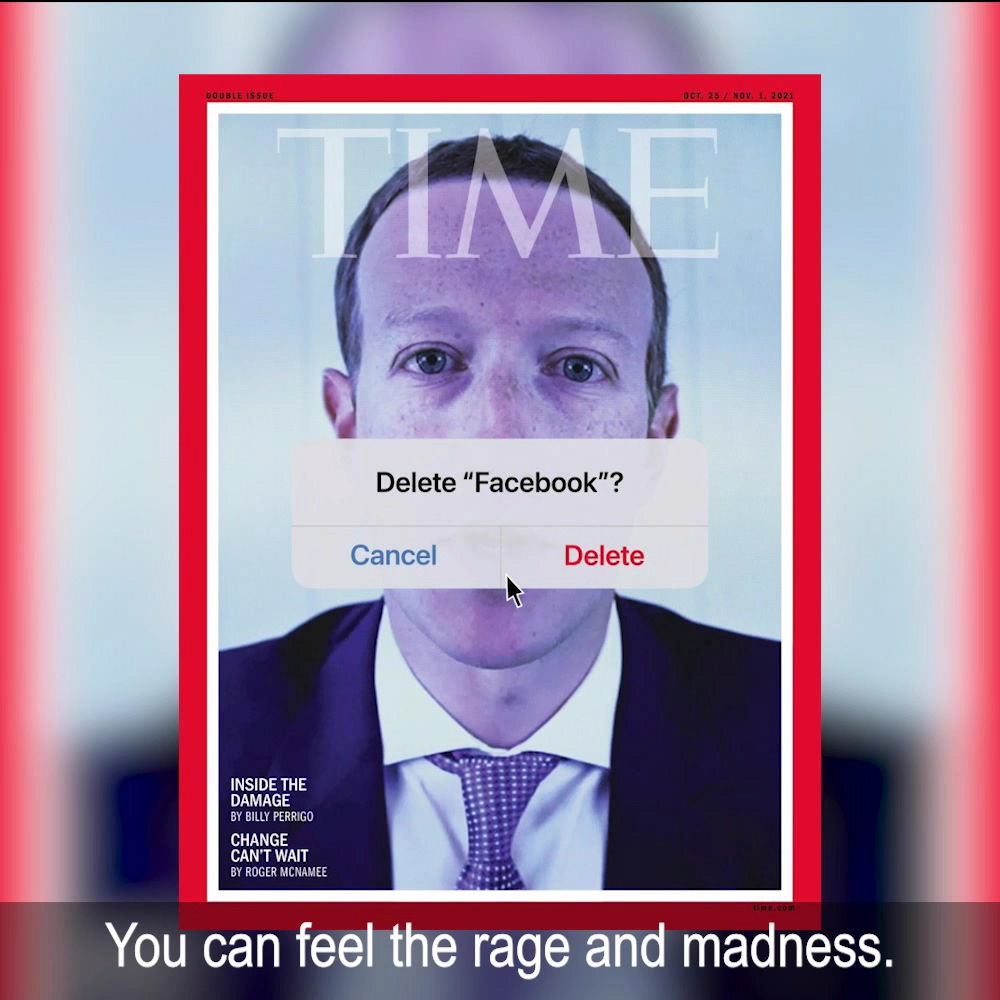 DOUBLE ISSUE
OCT. 25 / NOV. 1, 2021
TIME
Delete “Facebook”?
Cancel
Delete
INSIDE THE
DAMAGE
BY BILLY PERRIGO
CHANGE
CAN'T WAIT
BY ROGER MCNAMEE
time.com
You can feel the rage and madness.